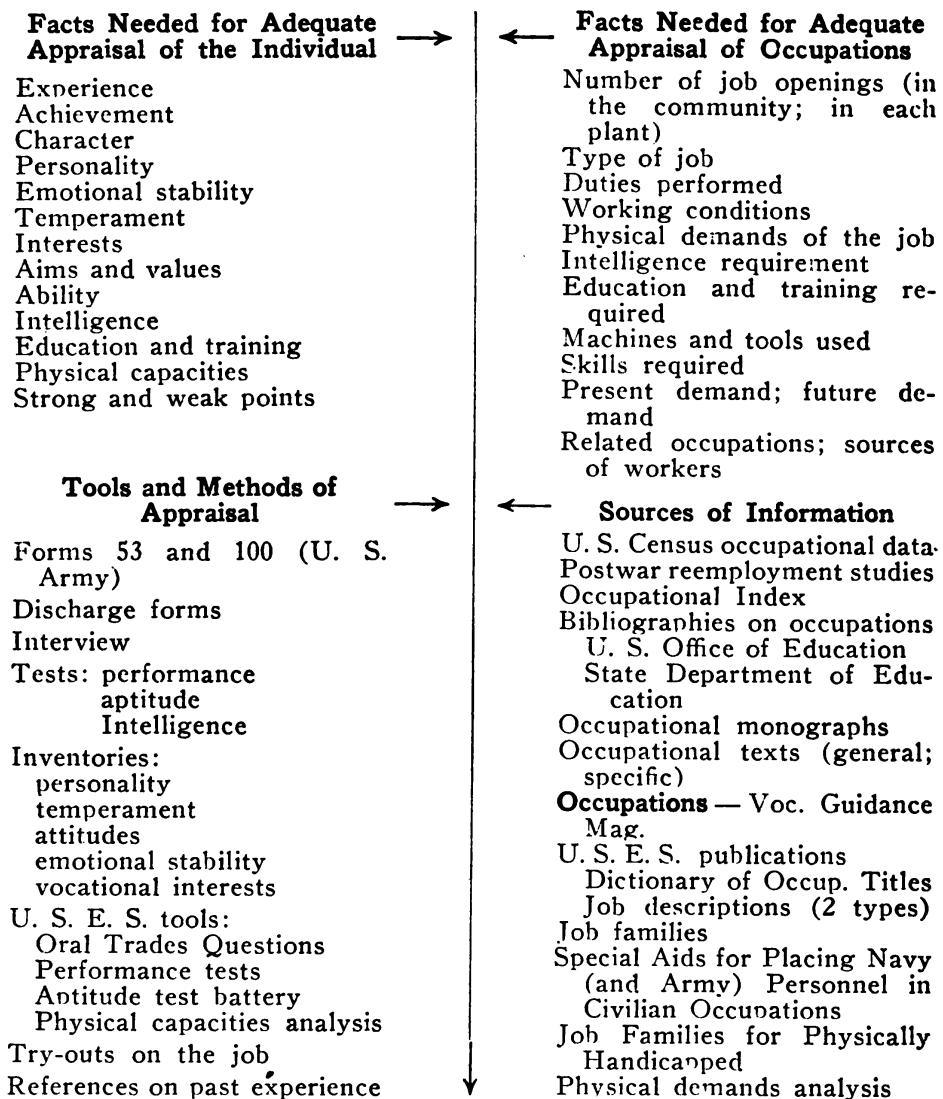 Facts Needed for Adequate
Appraisal of the Individual
Experience
Achievement
Character
Personality
Emotional stability
Temperament
Interests
Aims and values
Ability
Intelligence
Education and training
Physical capacities
Strong and weak points
Tools and Methods of
Appraisal
Forms 53 and 100 (U. S.
Army)
Discharge forms
Interview
Tests: performance
aptitude
Intelligence
Inventories:
personality
temperament
attitudes
emotional stability
vocational interests
U. S. E. S. tools:
Oral Trades Questions
Performance tests
Aptitude test battery
Physical capacities analysis
Try-outs on the job
References on past experience
Facts Needed for Adequate
Appraisal of Occupations
Number of job openings (in
the community; in each
plant)
Type of job
Duties performed
Working conditions
Physical demands of the job
Intelligence requirement
Education and training re-
quired
Machines and tools used
Skills required
Present demand; future de-
mand
Related occupations; sources
of workers
Sources of Information
U. S. Census occupational data
Postwar reemployment studies
Occupational Index
Bibliographies on occupations
U. S. Office of Education
State Department of Edu-
cation
Occupational monographs
Occupational texts (general;
specific)
Occupations — Voc. Guidance
Mag.
U. S. E. S. publications
Dictionary of Occup. Titles
Job descriptions (2 types)
Job families
Special Aids for Placing Navy
(and Army) Personnel in
Civilian Occupations
Job Families for Physically
Handicapped
Physical demands analysis